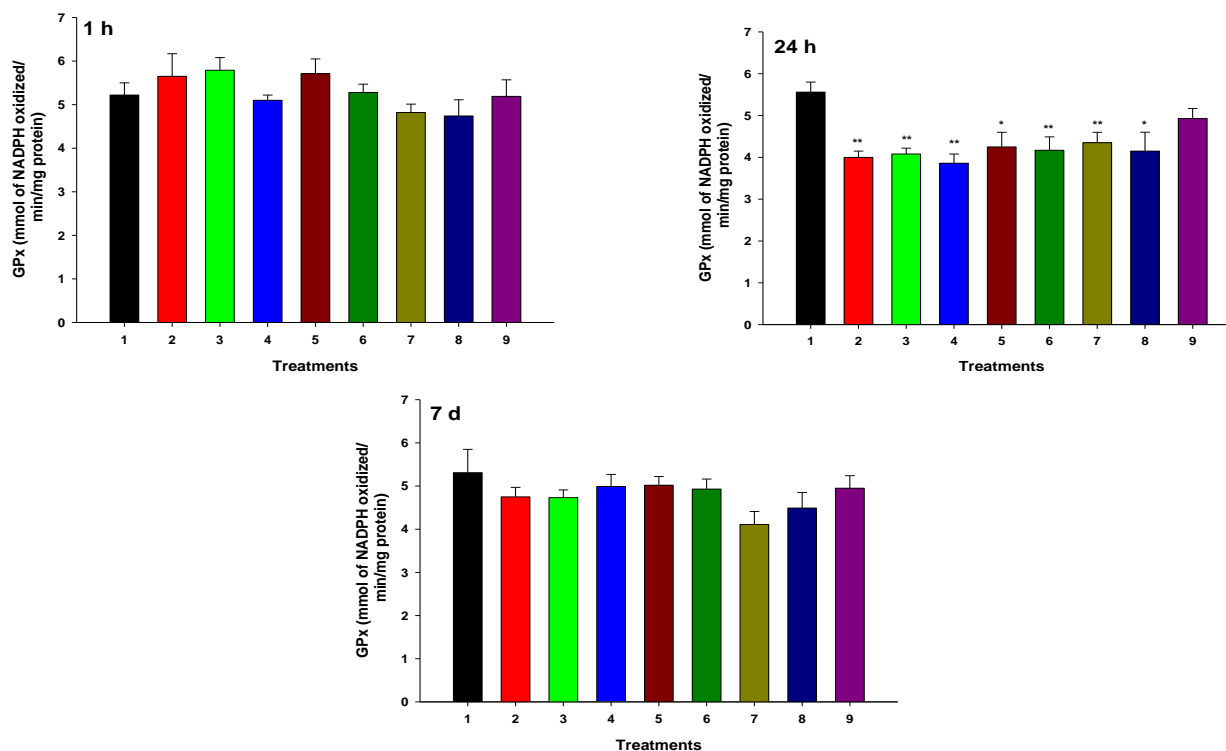 1 h
GPx (mmol of NADPH oxidized/
min/mg protein)
7
6
5
4
3
2
1
0
1 2 3 4 5 6 7 8 9
Treatments
24 h
GPx (mmol of NADPH oxidized/
min/mg protein)
7
6
5
4
3
2
1
0
** ** ** * ** ** *
1 2 3 4 5 6 7 8 9
Treatments
7 d
GPx (mmol of NADPH oxidized/
min/mg protein)
7
6
5
4
3
2
1
0
1 2 3 4 5 6 7 8 9
Treatments